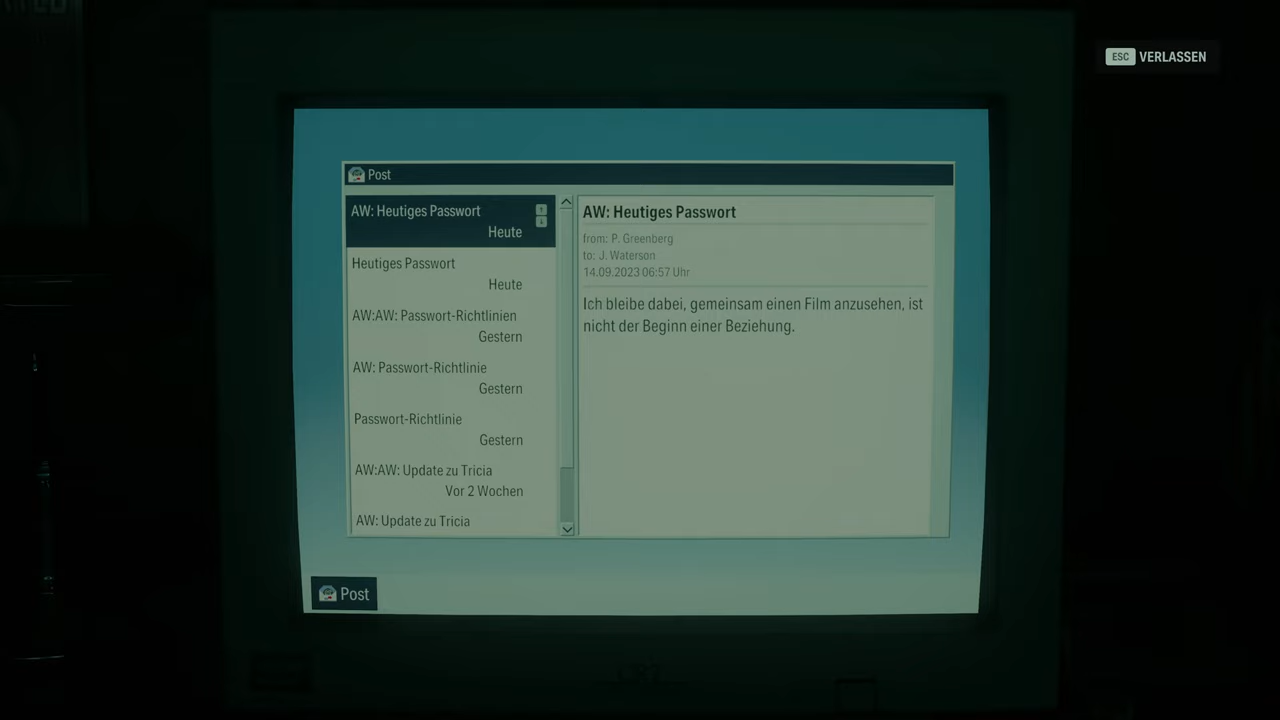 ESC VERLASSEN
Post
AW: Heutiges Passwort
Heute
Heutiges Passwort
Heute
AW:AW: Passwort-Richtlinien
Gestern
AW: Passwort-Richtlinie
Gestern
Passwort-Richtlinie
Gestern
AW:AW: Update zu Tricia
Vor 2 Wochen
AW: Update zu Tricia
AW: Heutiges Passwort
from: P. Greenberg
to: J. Waterson
14.09.2023 06:57 Uhr
Ich bleibe dabei, gemeinsam einen Film anzusehen, ist
nicht der Beginn einer Beziehung.
Post